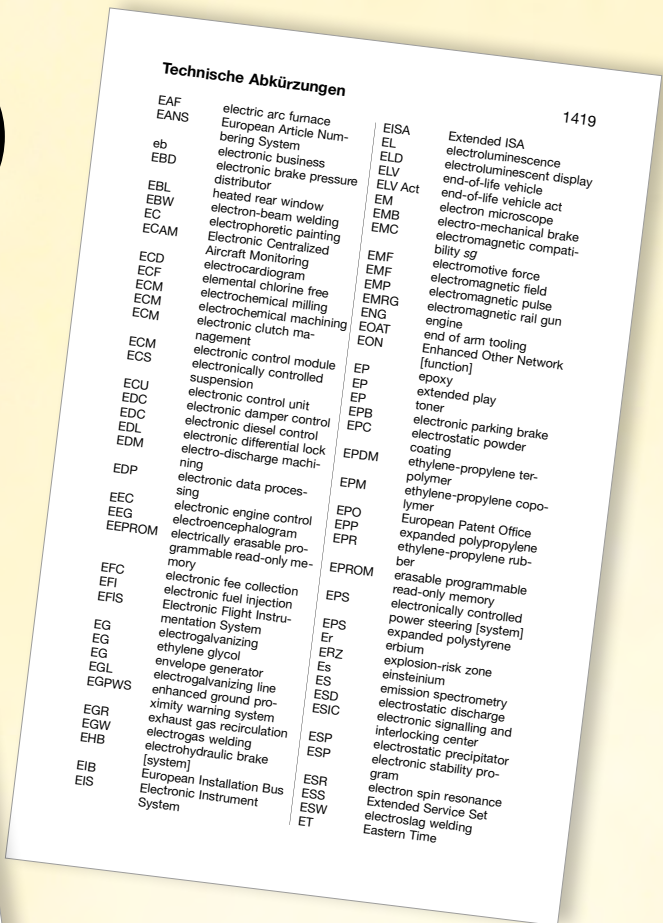 Technische Abkürzungen
1419
EAF electric arc furnace
EANS European Article Num-
bering System
eb electronic business
EBD electronic brake pressure
distributor
EBL heated rear window
EBW electron-beam welding
EC electrophoretic painting
ECAM Electronic Centralized
Aircraft Monitoring
ECD electrocardiogram
ECF elemental chlorine free
ECM electrochemical milling
ECM electrochemical machining
ECM electronic clutch ma-
nagement
ECM electronic control module
ECS electronically controlled
suspension
ECU electronic control unit
EDC electronic damper control
EDC electronic diesel control
EDL electronic differential lock
EDM electro-discharge machi-
ning
EDP electronic data proces-
sing
EEC electronic engine control
EEG electroencephalogram
EEPROM electrically erasable pro-
grammable read-only me-
mory
EFC electronic fee collection
EFI electronic fuel injection
EFIS Electronic Flight Instru-
mentation System
EG electrogalvanizing
EG ethylene glycol
EG envelope generator
EGL electrogalvanizing line
EGPWS enhanced ground pro-
ximity warning system
EGR exhaust gas recirculation
EGW electrogas welding
EHB electrohydraulic brake
[system]
EIB European Installation Bus
EIS Electronic Instrument
System
EISA Extended ISA
EL electroluminescence
ELD electroluminescent display
ELV end-of-life vehicle
ELV Act end-of-life vehicle act
EM electron microscope
EMB electro-mechanical brake
EMC electromagnetic compati-
bility sg
EMF electromotive force
EMF electromagnetic field
EMP electromagnetic pulse
EMRG electromagnetic rail gun
ENG engine
EOAT end of arm tooling
EON Enhanced Other Network
[function]
EP epoxy
EP extended play
EP toner
EPB electronic parking brake
EPC electrostatic powder
coating
EPDM ethylene-propylene ter-
polymer
EPM ethylene-propylene copo-
lymer
EPO European Patent Office
EPP expanded polypropylene
EPR ethylene-propylene rub-
ber
EPROM erasable programmable
read-only memory
EPS electronically controlled
power steering [system]
EPS expanded polystyrene
Er erbium
ERZ explosion-risk zone
Es einsteinium
ES emission spectrometry
ESD electrostatic discharge
ESIC electronic signalling and
interlocking center
ESP electrostatic precipitator
ESP electronic stability pro-
gram
ESR electron spin resonance
ESS Extended Service Set
ESW electroslag welding
ET Eastern Time